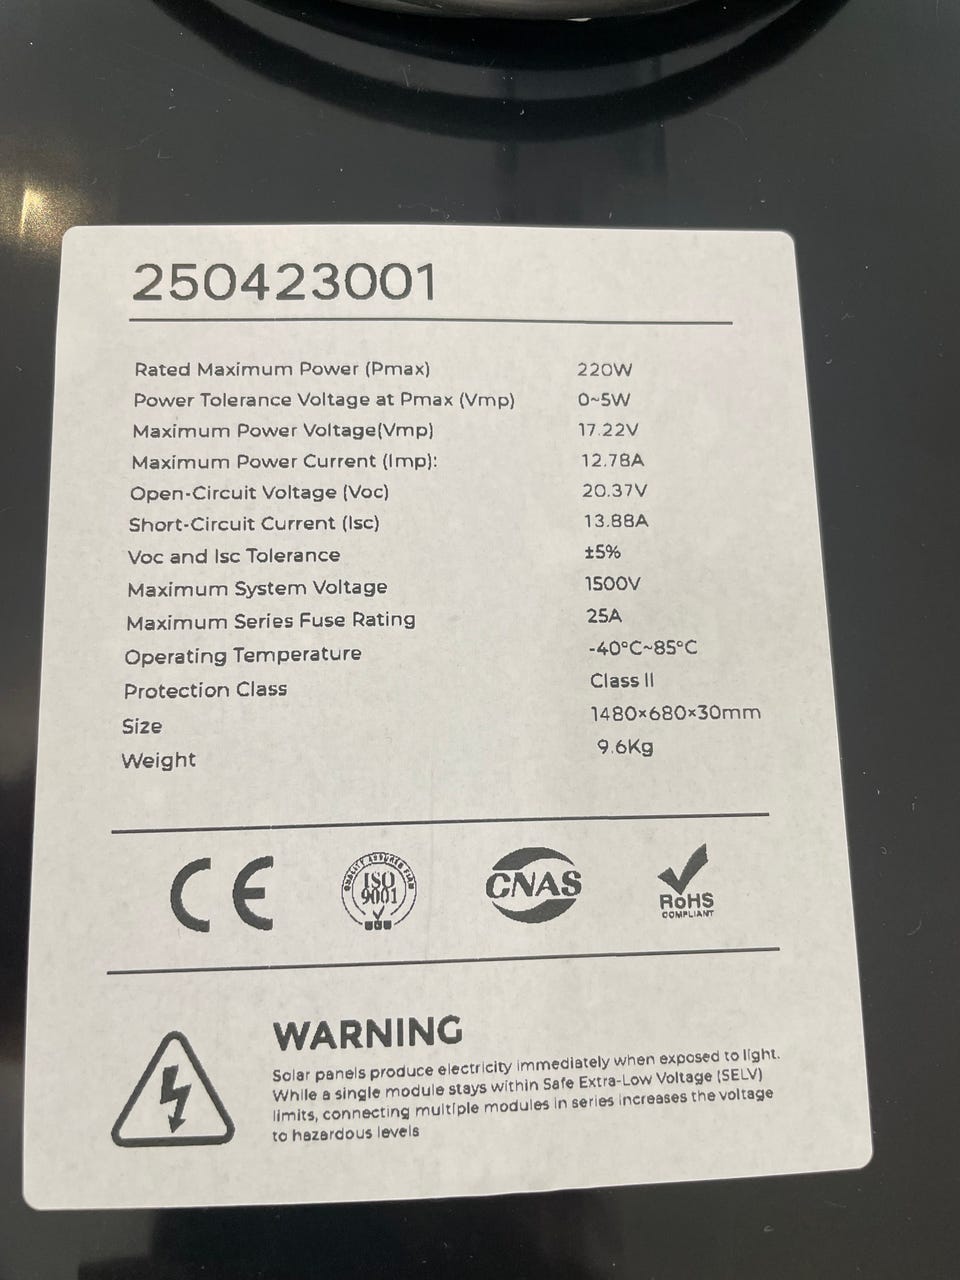 250423001
Rated Maximum Power (Pmax) 220W
Power Tolerance Voltage at Pmax (Vmp) 0~5W
Maximum Power Voltage(Vmp) 17.22V
Maximum Power Current (Imp): 12.78A
Open-Circuit Voltage (Voc) 20.37V
Short-Circuit Current (Isc) 13.88A
Voc and Isc Tolerance ±5%
Maximum System Voltage 1500V
Maximum Series Fuse Rating 25A
Operating Temperature -40°C~85°C
Protection Class Class II
Size 1480×680×30mm
Weight 9.6Kg
CE
QUALITY ASSURED FIRM
ISO
9001
CNAS
RoHS
COMPLIANT
WARNING
Solar panels produce electricity immediately when exposed to light.
While a single module stays within Safe Extra-Low Voltage (SELV)
limits, connecting multiple modules in series increases the voltage
to hazardous levels